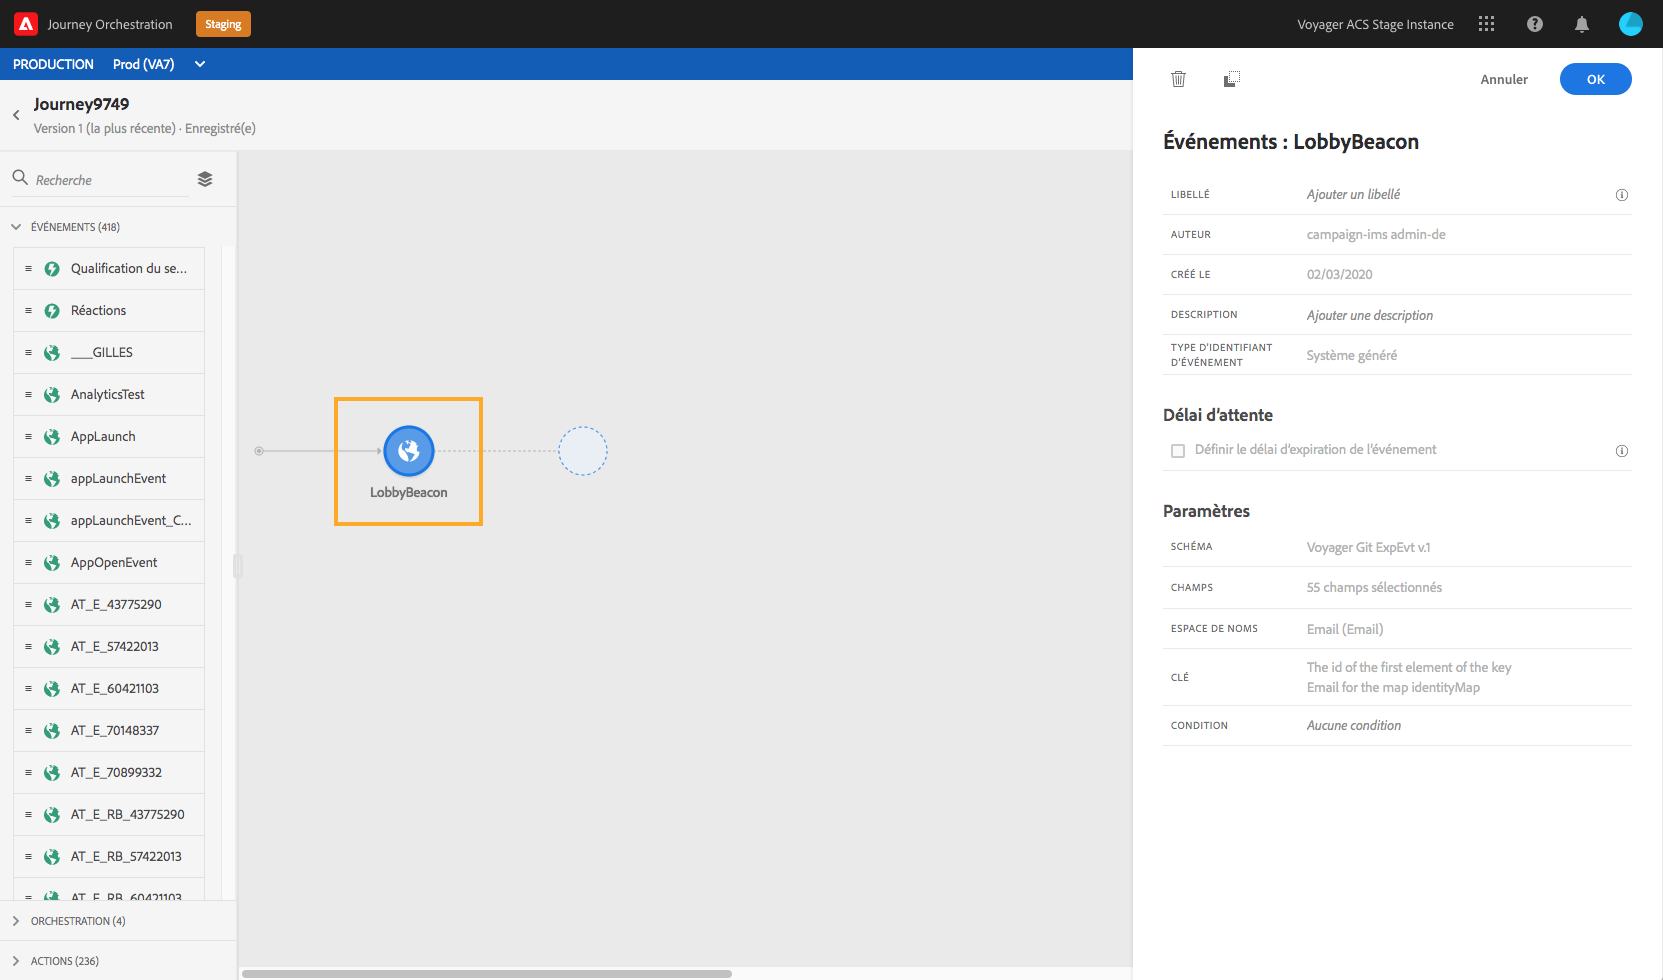 Journey Orchestration
Staging
Voyager ACS Stage Instance
PRODUCTION Prod (VA7)
Journey9749
Version 1 (la plus récente) · Enregistré(e)
Recherche
ÉVÉNEMENTS (418)
Qualification du se...
Réactions
___GILLES
AnalyticsTest
AppLaunch
appLaunchEvent
appLaunchEvent_C...
AppOpenEvent
AT_E_43775290
AT_E_57422013
AT_E_60421103
AT_E_70148337
AT_E_70899332
AT_E_RB_43775290
AT_E_RB_57422013
AT_E_RB_60421103
ORCHESTRATION (4)
ACTIONS (236)
LobbyBeacon
Annuler
OK
Événements : LobbyBeacon
LIBELLÉ Ajouter un libellé
AUTEUR campaign-ims admin-de
CRÉÉ LE 02/03/2020
DESCRIPTION Ajouter une description
TYPE D'IDENTIFIANT
D'ÉVÉNEMENT
Système généré
Délai d'attente
Définir le délai d'expiration de l'événement
Paramètres
SCHÉMA Voyager Git ExpEvt v.1
CHAMPS 55 champs sélectionnés
ESPACE DE NOMS Email (Email)
CLÉ
The id of the first element of the key
Email for the map identityMap
CONDITION Aucune condition